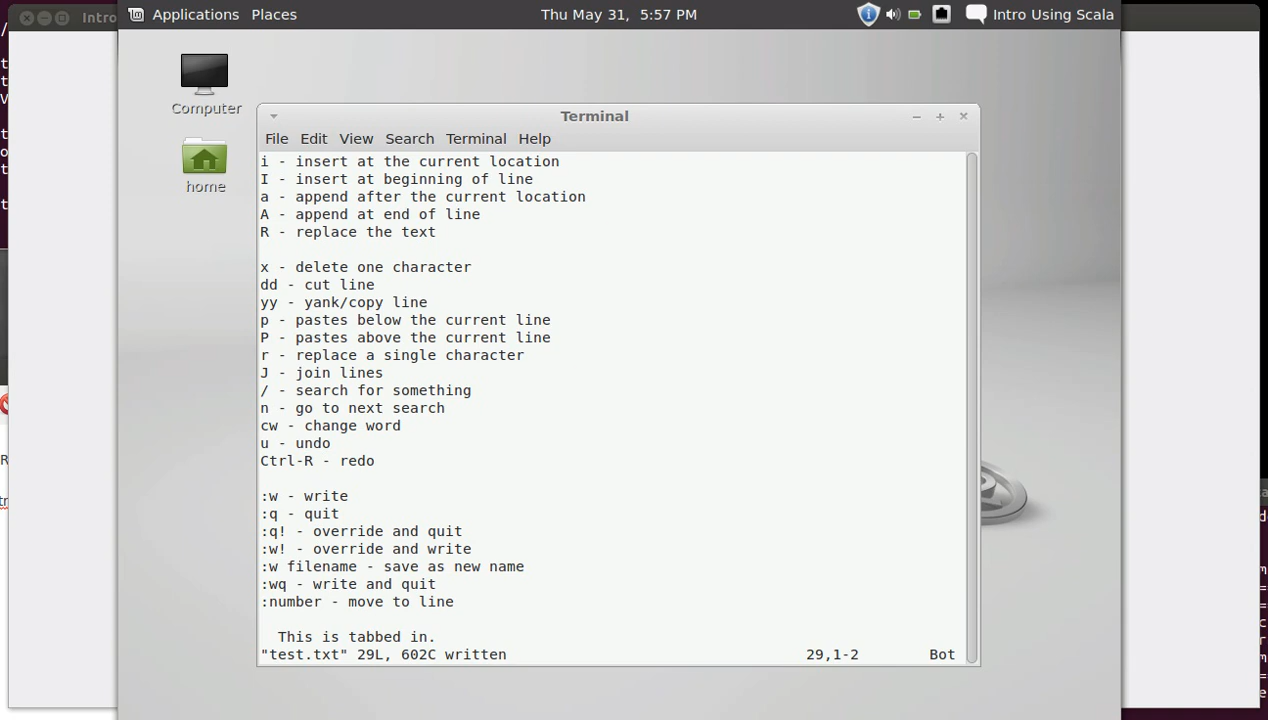 Intro
Applications Places Thu May 31, 5:57 PM Intro Using Scala
Computer
home
Terminal
File Edit View Search Terminal Help
i - insert at the current location
I - insert at beginning of line
a - append after the current location
A - append at end of line
R - replace the text
x - delete one character
dd - cut line
yy - yank/copy line
p - pastes below the current line
P - pastes above the current line
r - replace a single character
J - join lines
/ - search for something
n - go to next search
cw - change word
u - undo
Ctrl-R - redo
:w - write
:q - quit
:q! - override and quit
:w! - override and write
:w filename - save as new name
:wq - write and quit
:number - move to line
This is tabbed in.
"test.txt" 29L, 602C written 29,1-2 Bot